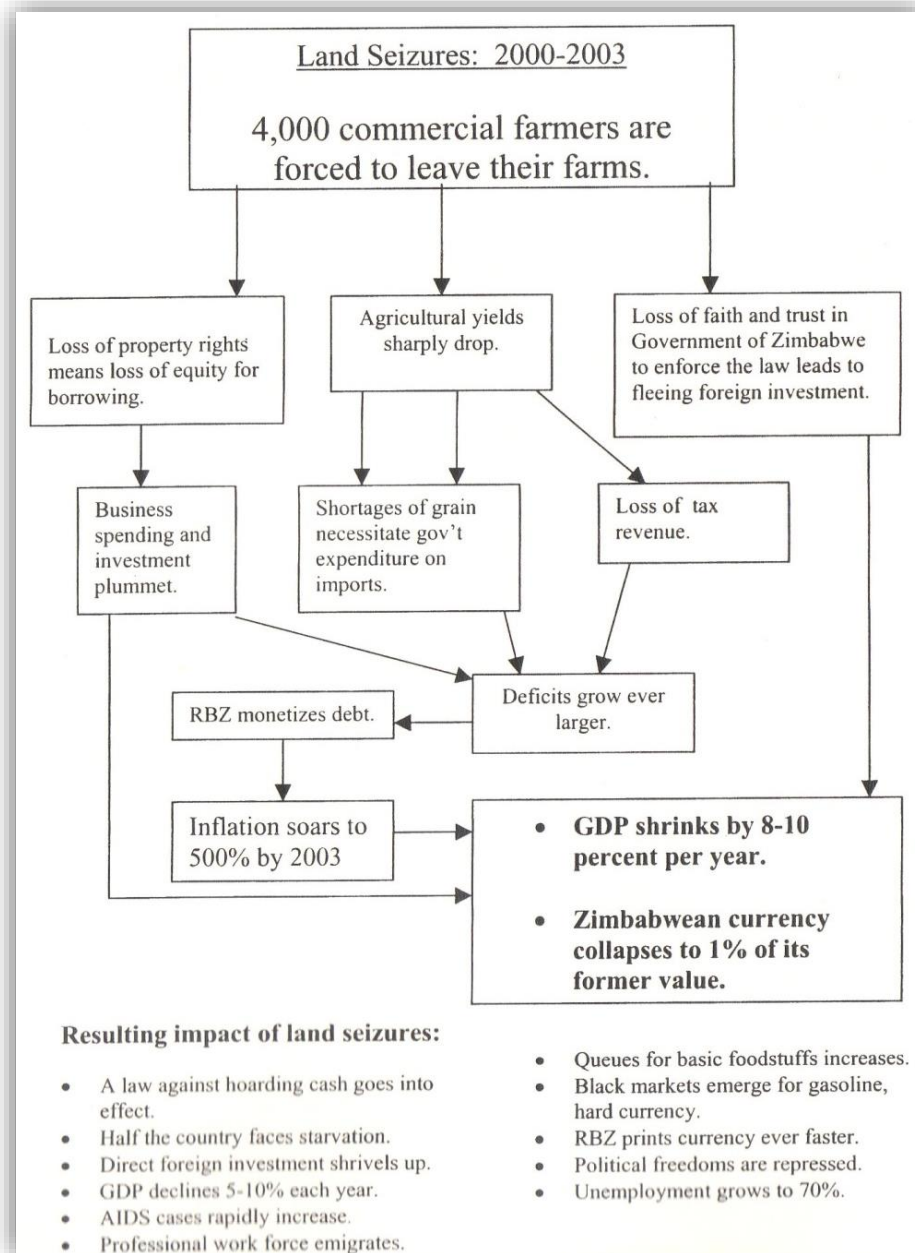 Land Seizures: 2000-2003
4,000 commercial farmers are
forced to leave their farms.
Loss of property rights
means loss of equity for
borrowing.
Agricultural yields
sharply drop.
Loss of faith and trust in
Government of Zimbabwe
to enforce the law leads to
fleeing foreign investment.
Business
spending and
investment
plummet.
Shortages of grain
necessitate gov't
expenditure on
imports.
Loss of tax
revenue.
RBZ monetizes debt.
Deficits grow ever
larger.
Inflation soars to
500% by 2003
• GDP shrinks by 8-10
percent per year.
• Zimbabwean currency
collapses to 1% of its
former value.
Resulting impact of land seizures:
• A law against hoarding cash goes into
effect.
• Half the country faces starvation.
• Direct foreign investment shrivels up.
• GDP declines 5-10% each year.
• AIDS cases rapidly increase.
• Professional work force emigrates.
• Queues for basic foodstuffs increases.
• Black markets emerge for gasoline,
hard currency.
• RBZ prints currency ever faster.
• Political freedoms are repressed.
• Unemployment grows to 70%.